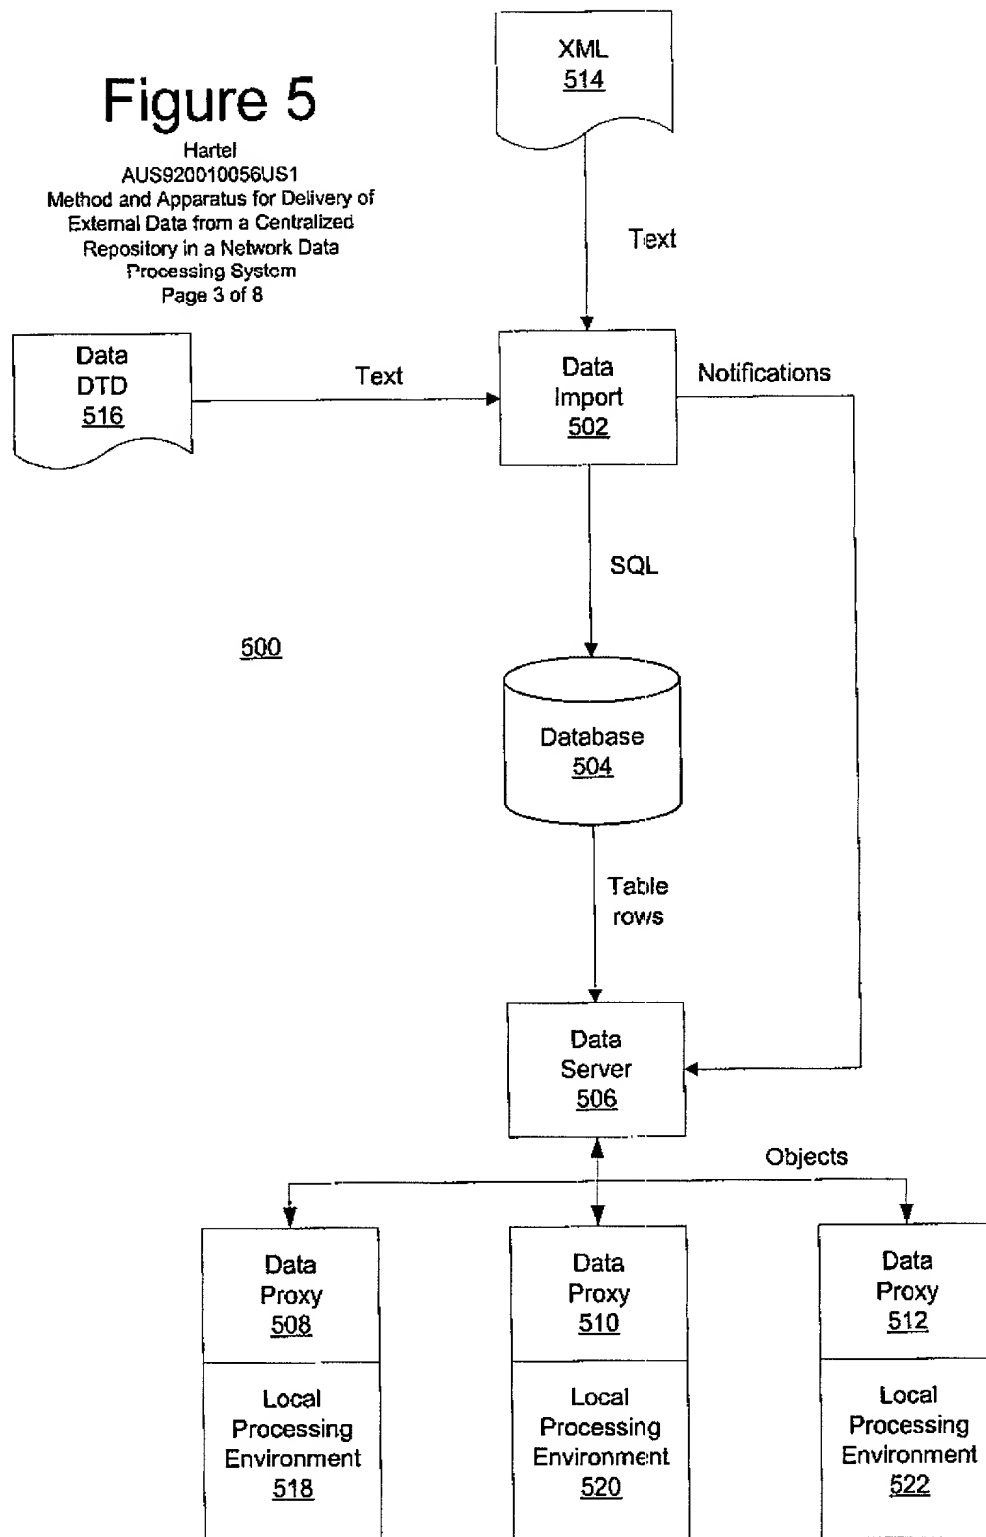 XML
514
Figure 5
Hartel
AUS920010056US1
Method and Apparatus for Delivery of
External Data from a Centralized
Repository in a Network Data
Processing System
Page 3 of 8
Text
Data
DTD
516
Text
Data
Import
502
Notifications
SQL
500
Database
504
Table
rows
Data
Server
506
Objects
Data
Proxy
508
Data
Proxy
510
Data
Proxy
512
Local
Processing
Environment
518
Local
Processing
Environment
520
Local
Processing
Environment
522